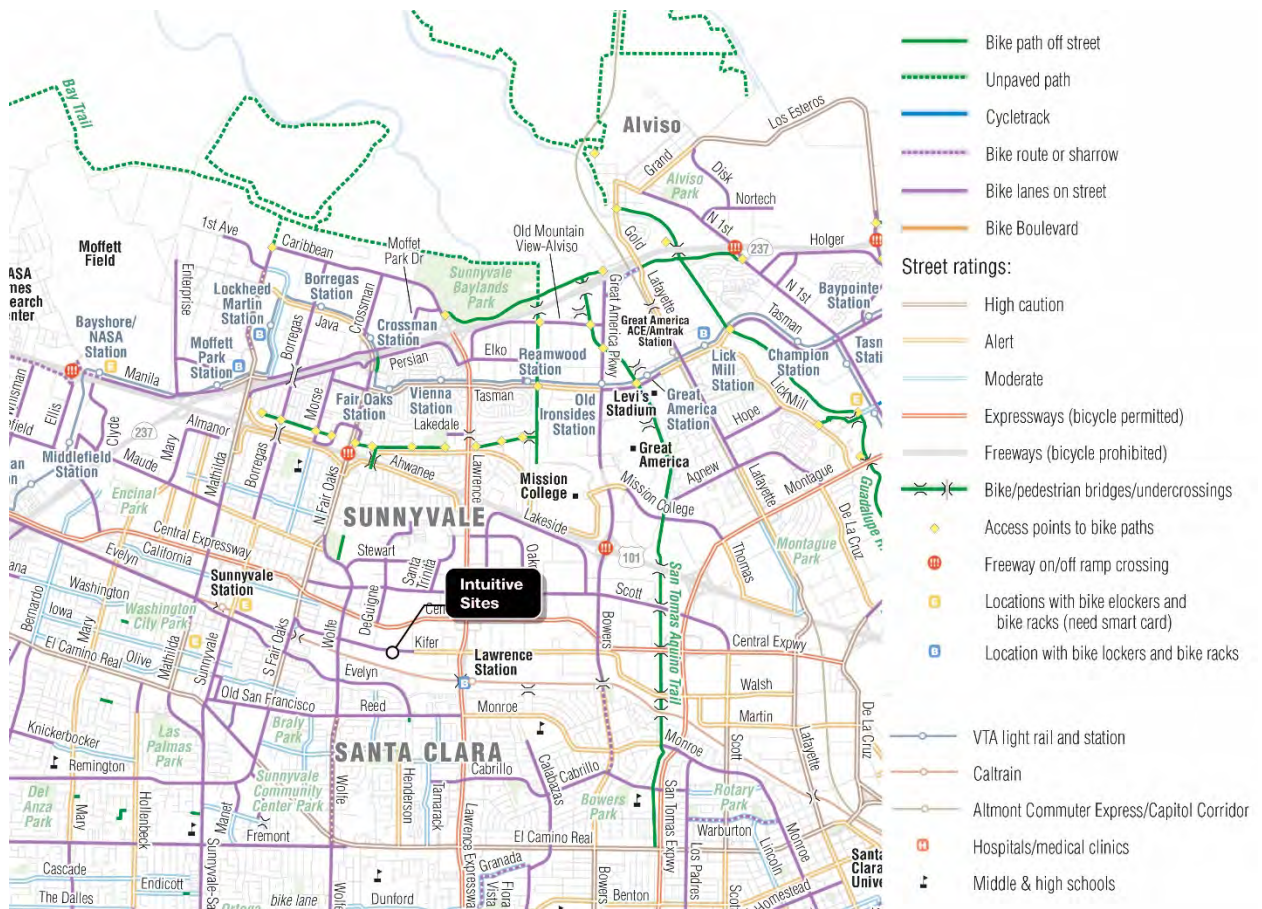 Bay Trail
Alviso
Los Esteros
Grand
Disk
Alviso
Park
Nortech
N 1st
237
Holger
Gold
1st Ave
Caribbean
Moffet
Park Dr
Old Mountain
View-Alviso
Moffett
Field
Sunnyvale
Baylands
Park
Enterprise
Lockheed
Martin
Station
Borregas
Station
Java
Crossman
Crossman
Station
Great America Pkwy
Lafayette
Great America
ACE/Amtrak
Station
N 1st
Baypointe
Station
Tasman
Bayshore/
NASA
Station
Moffett
Park
Station
Borregas
Persian
Elko
Reamwood
Station
Lick
Mill
Station
Champion
Station
Manila
Ellis
Clyde
237
Morse
Fair Oaks
Station
Vienna
Station
Tasman
Lakedale
Old
Ironsides
Station
Levi's
Stadium
Great
America
Station
Hope
Lick Mill
Middlefield
Station
Almanor
Maude
Mary
Mathilda
Borregas
Ahwanee
Lawrence
Great
America
Agnew
Lafayette
Montague
Mission
College
Mission College
Encinal
Park
N Fair Oaks
SUNNYVALE
Lakeside
101
De La Cruz
Central Expressway
Evelyn
California
Stewart
Santa
Trinita
Thomas
Montague
Park
Washington
Sunnyvale
Station
Intuitive
Sites
Bernardo
Iowa
Washington
City Park
Mary
DeGuigne
Wolfe
Scott
San Tomas Aquino Trail
El Camino Real
Olive
Mathilda
Sunnyvale
S Fair Oaks
Kifer
Bowers
Central Expwy
Evelyn
Lawrence
Station
Walsh
Old San Francisco
Reed
Monroe
Martin
De La Cruz
Knickerbocker
Remington
Las
Palmas
Park
Braly
Park
SANTA CLARA
Monroe
Scott
Lafayette
Del
Anza
Park
Mary
Hollenbeck
Manet
Sunnyvale
Community
Center Park
Wolfe
Henderson
Tamarack
Cabrillo
Calabazas
Cabrillo
Bowers
Park
San Tomas Expwy
Rotary
Park
Warburton
Fremont
El Camino Real
Lincoln
Monroe
Cascade
Endicott
The Dalles
bike lane
Dunford
Lawrence Expressway
Granada
Flora
Vista
Bowers
Benton
Los Padres
Homestead
Bike path off street
Unpaved path
Cycletrack
Bike route or sharrow
Bike lanes on street
Bike Boulevard
Street ratings:
High caution
Alert
Moderate
Expressways (bicycle permitted)
Freeways (bicycle prohibited)
Bike/pedestrian bridges/undercrossings
Access points to bike paths
Freeway on/off ramp crossing
E
Locations with bike elockers and
bike racks (need smart card)
B
Location with bike lockers and bike racks
VTA light rail and station
Caltrain
Altmont Commuter Express/Capitol Corridor
H
Hospitals/medical clinics
Middle & high schools